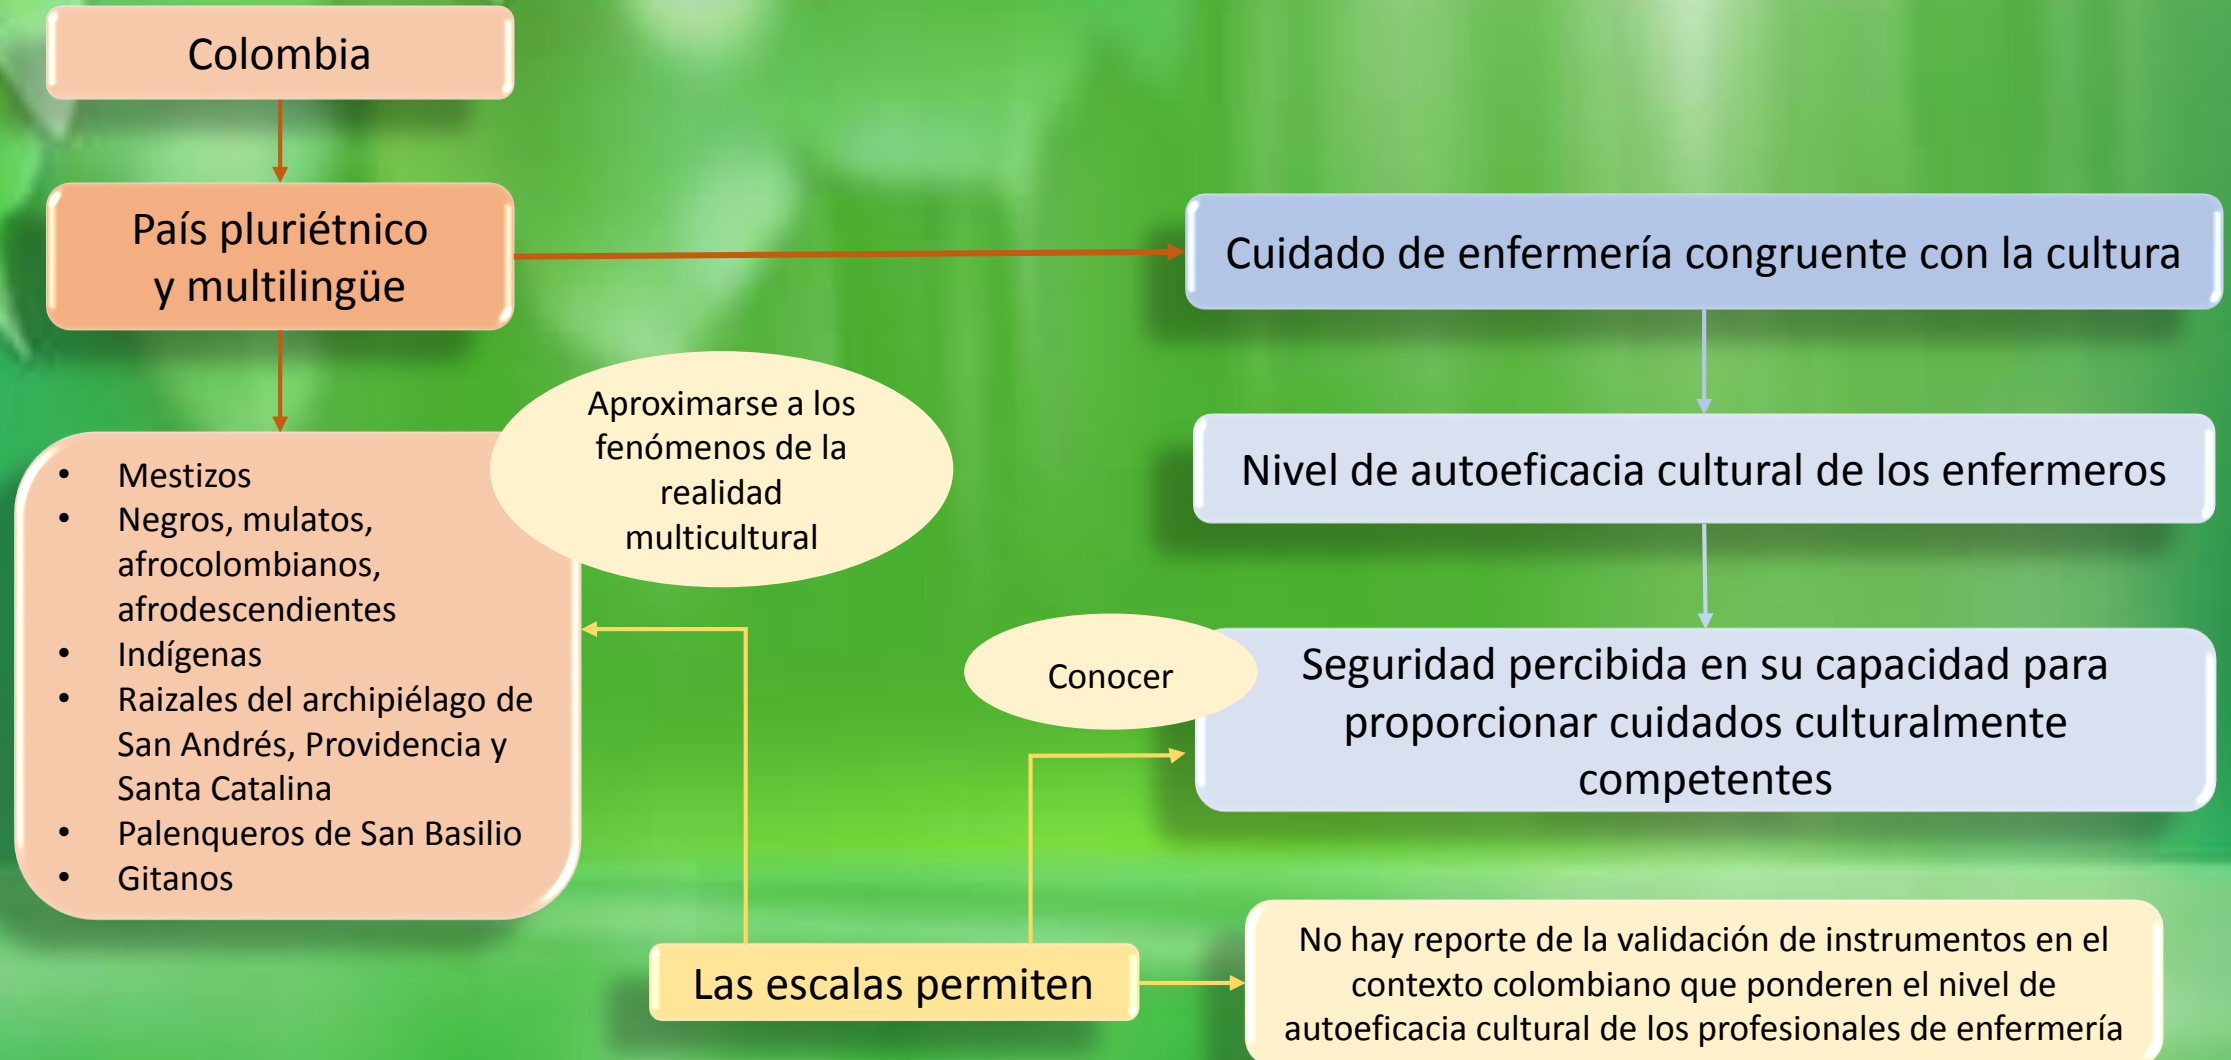 Colombia
País pluriétnico
y multilingüe
Cuidado de enfermería congruente con la cultura
Aproximarse a los
fenómenos de la
realidad
multicultural
• Mestizos
• Negros, mulatos,
afrocolombianos,
afrodescendientes
• Indígenas
• Raizales del archipiélago de
San Andrés, Providencia y
Santa Catalina
• Palenqueros de San Basilio
• Gitanos
Nivel de autoeficacia cultural de los enfermeros
Conocer
Seguridad percibida en su capacidad para
proporcionar cuidados culturalmente
competentes
Las escalas permiten
No hay reporte de la validación de instrumentos en el
contexto colombiano que ponderen el nivel de
autoeficacia cultural de los profesionales de enfermería